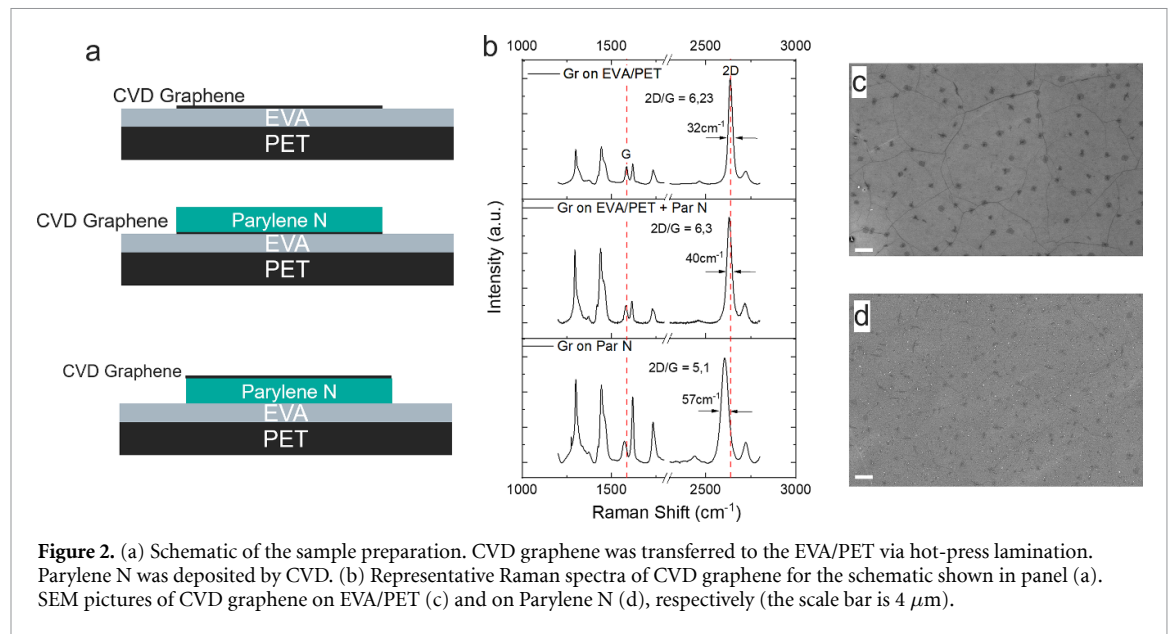 a
CVD Graphene
EVA
PET
CVD Graphene
Parylene N
EVA
PET
CVD Graphene
Parylene N
EVA
PET
b
1000 1500 2500 3000
Gr on EVA/PET
2D
2D/G = 6,23
32cm⁻¹
G
Gr on EVA/PET + Par N
2D/G = 6,3
40cm⁻¹
Gr on Par N
2D/G = 5,1
57cm⁻¹
Intensity (a.u.)
1000 1500 2500 3000
Raman Shift (cm⁻¹)
c
d
Figure 2. (a) Schematic of the sample preparation. CVD graphene was transferred to the EVA/PET via hot-press lamination.
Parylene N was deposited by CVD. (b) Representative Raman spectra of CVD graphene for the schematic shown in panel (a).
SEM pictures of CVD graphene on EVA/PET (c) and on Parylene N (d), respectively (the scale bar is 4 μm).